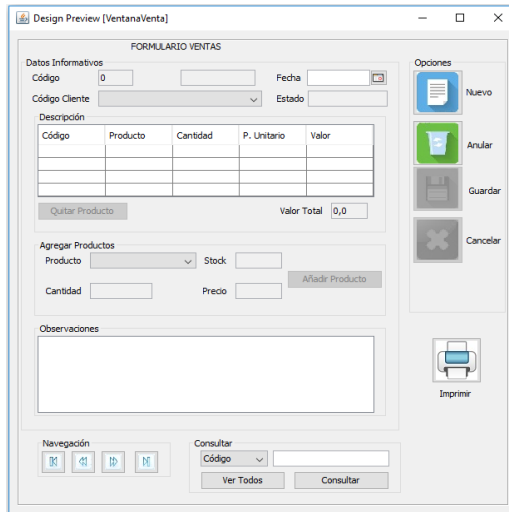 Design Preview [VentanaVenta]
FORMULARIO VENTAS
Datos Informativos
Código 0 Fecha
Código Cliente Estado
Descripción
Código Producto Cantidad P. Unitario Valor
Quitar Producto Valor Total 0,0
Agregar Productos
Producto Stock
Añadir Producto
Cantidad Precio
Observaciones
Navegación
Consultar
Código
Ver Todos Consultar
Opciones
Nuevo
Anular
Guardar
Cancelar
Imprimir